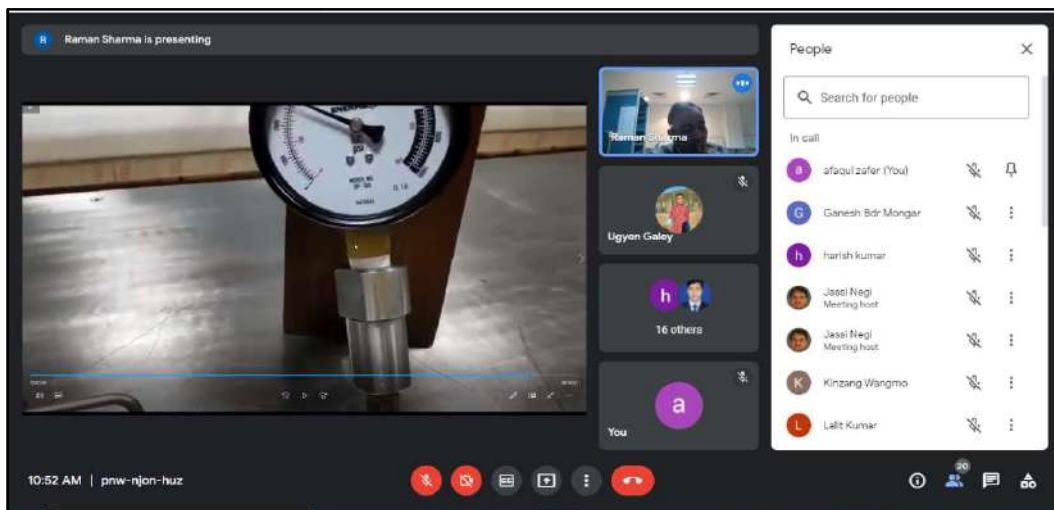 R Raman Sharma is presenting
Raman Sharma
Ugyen Galey
h
16 others
a
You
People
Search for people
In call
a afaqul zafer (You)
G Ganesh Bdr Mongar
h harish kumar
Jassi Negi
Meeting host
Jassi Negi
Meeting host
K Kinzang Wangmo
L Lalit Kumar
10:52 AM | pnw-njon-huz
CC
20